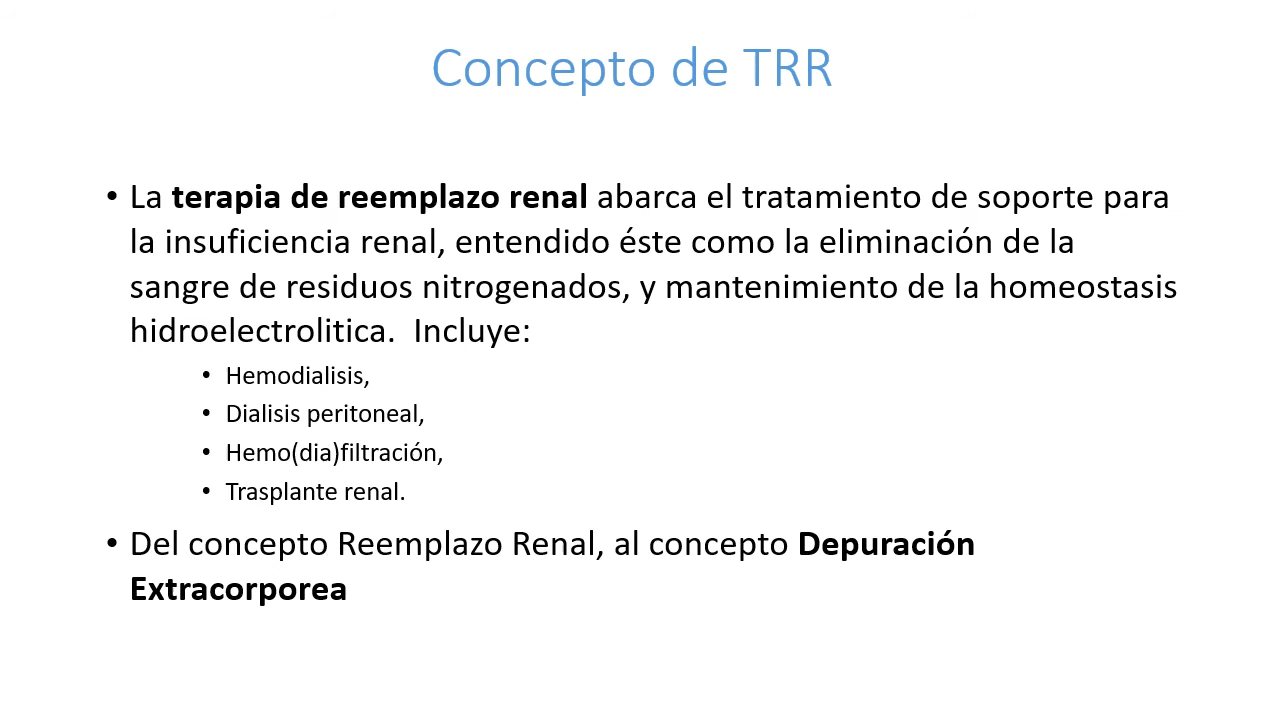 Concepto de TRR
• La terapia de reemplazo renal abarca el tratamiento de soporte para
la insuficiencia renal, entendido éste como la eliminación de la
sangre de residuos nitrogenados, y mantenimiento de la homeostasis
hidroelectrolitica.  Incluye:
• Hemodialisis,
• Dialisis peritoneal,
• Hemo(dia)filtración,
• Trasplante renal.
• Del concepto Reemplazo Renal, al concepto Depuración
Extracorporea